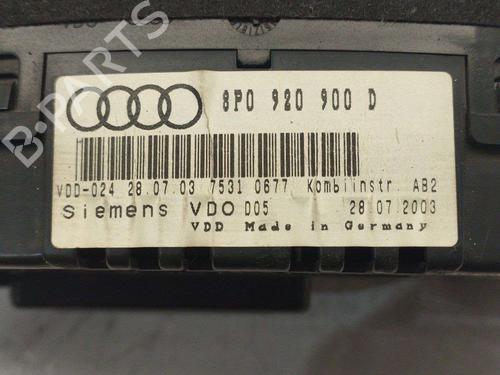 8P0 920 900 D
VDD-024 28.07.03 7531 0677 Kombiinstr. AB2
Siemens VDO D05 28.07.2003
VDD Made in Germany
B-PARTS